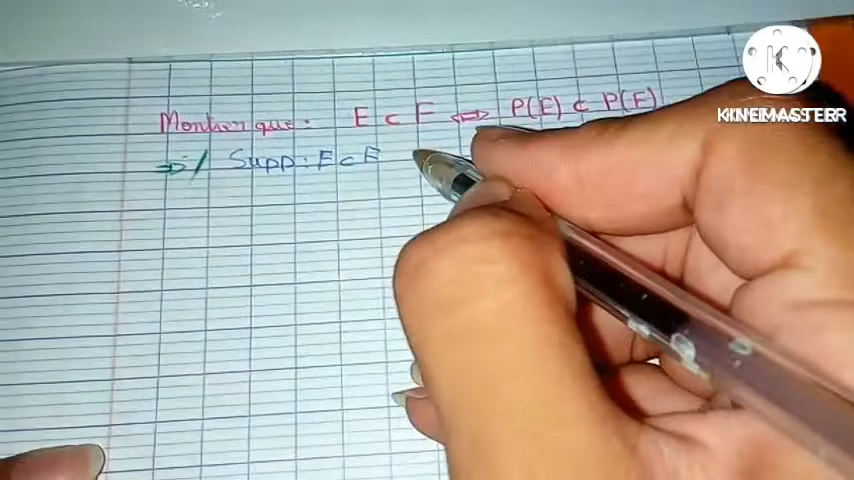 Montrer que : E ⊂ F ⟺ P(E) ⊂ P(F)
⇒ / Supp : E ⊂ F
K
KINEMASTER